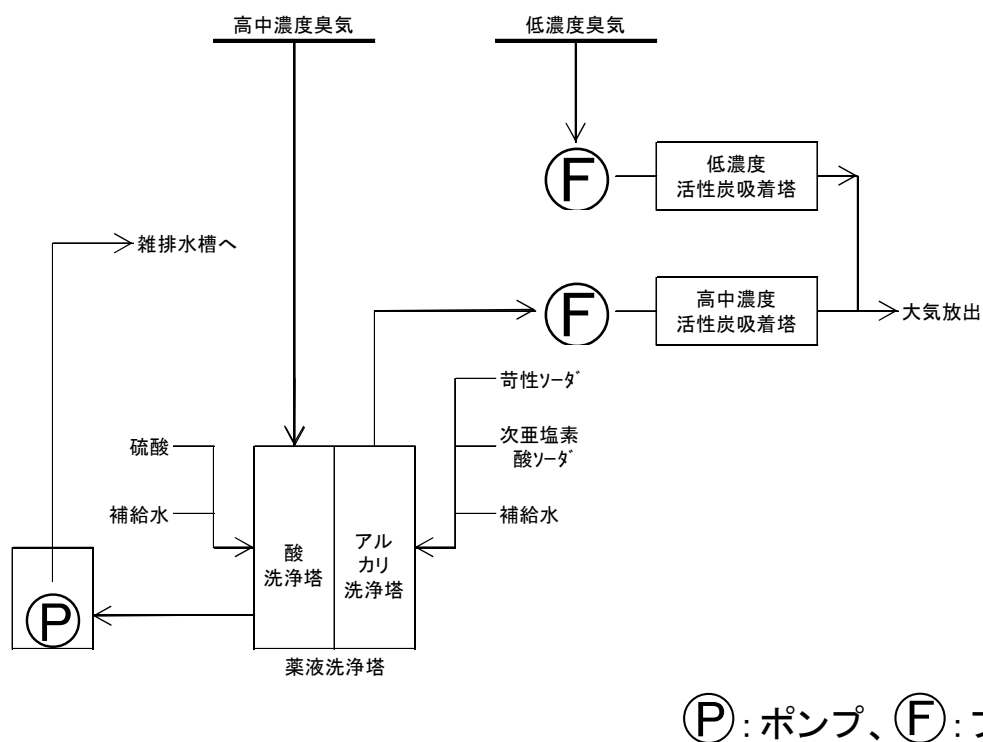 高中濃度臭気
低濃度臭気
F
低濃度
活性炭吸着塔
雑排水槽へ
F
高中濃度
活性炭吸着塔
大気放出
苛性ソーダ
硫酸
次亜塩素
酸ソーダ
補給水
補給水
酸
洗浄塔
アル
カリ
洗浄塔
P
薬液洗浄塔
P:ポンプ、F: